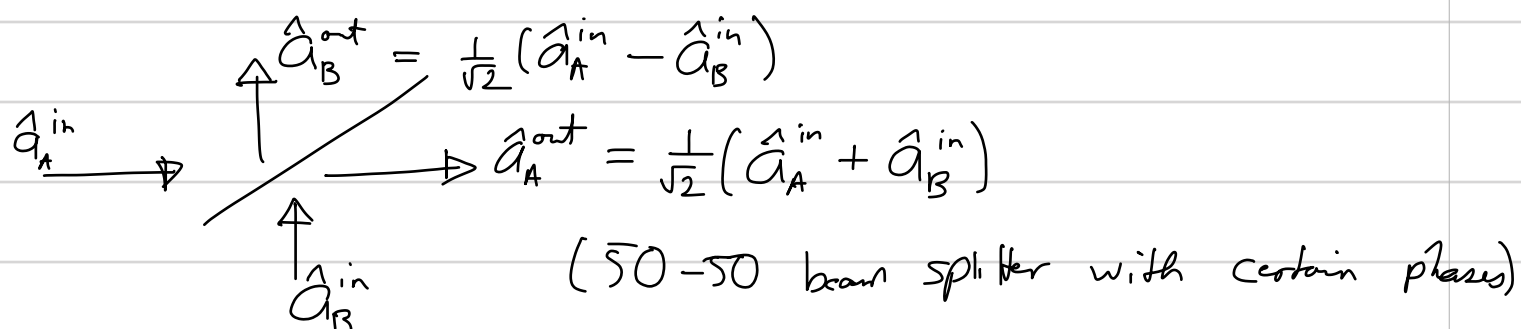 â_B^out = 1/√2 (â_A^in − â_B^in)
â_A^in
â_A^out = 1/√2 (â_A^in + â_B^in)
â_B^in
(50-50 beam splitter with certain phases)